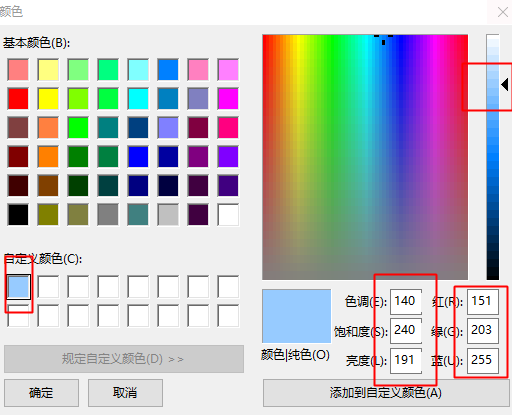 颜色
基本颜色(B):
自定义颜色(C):
规定自定义颜色(D) >>
确定
取消
颜色|纯色(O)
色调(E): 140
饱和度(S): 240
亮度(L): 191
红(R): 151
绿(G): 203
蓝(U): 255
添加到自定义颜色(A)